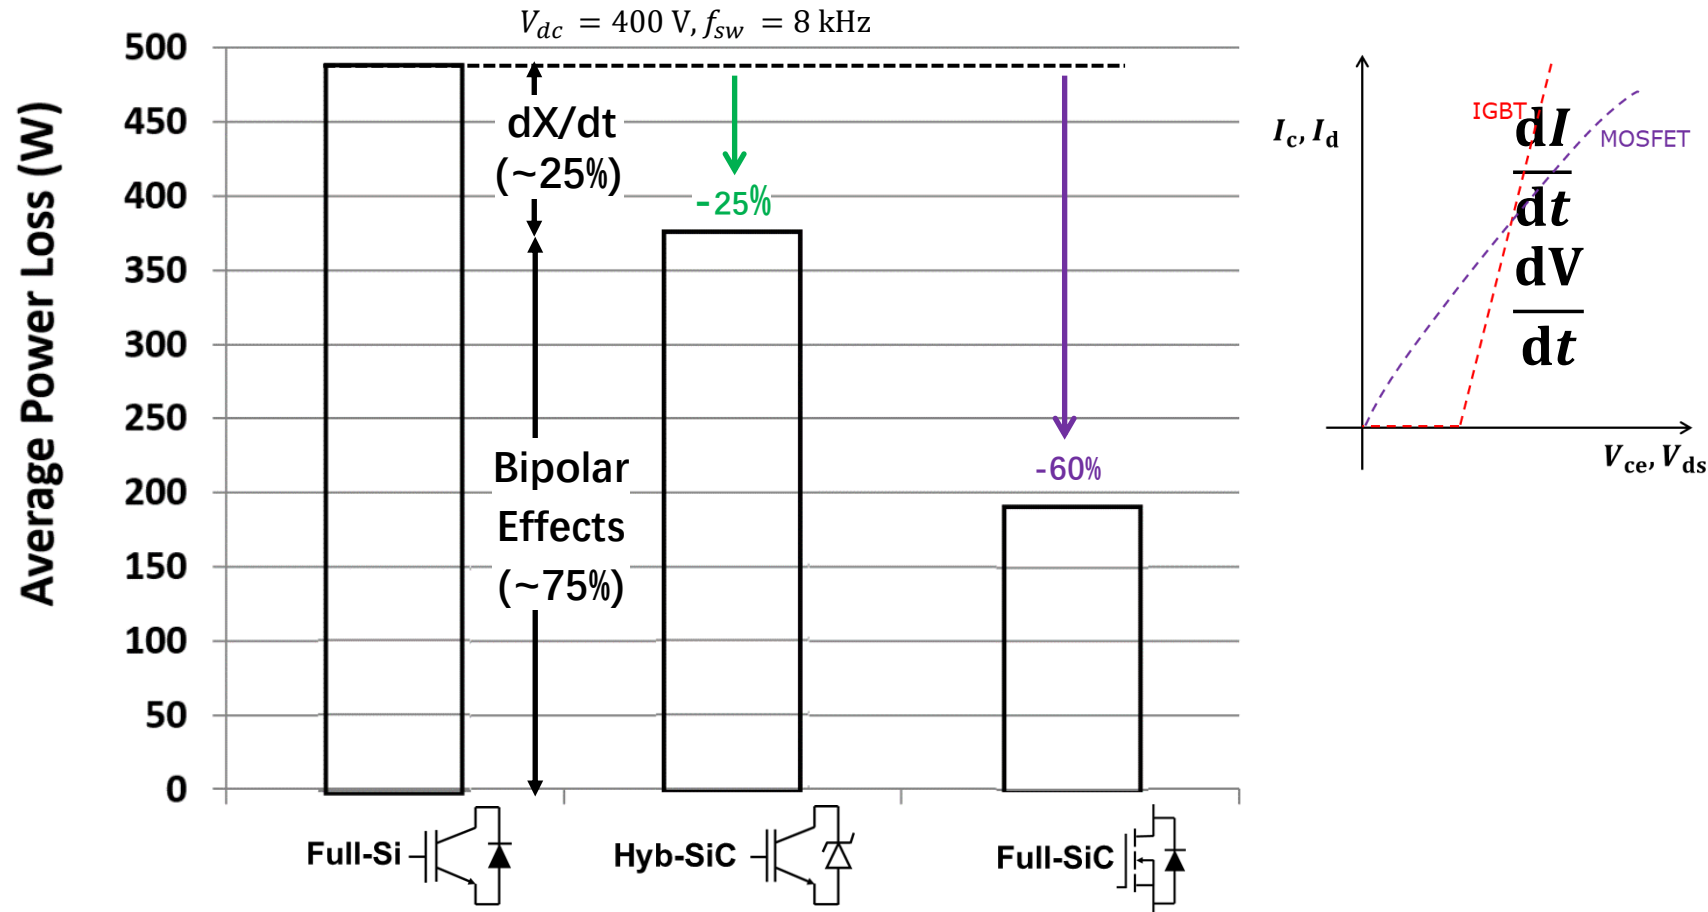 V_dc = 400 V, f_sw = 8 kHz
Average Power Loss (W)
500
450
400
350
300
250
200
150
100
50
0
dX/dt
(~25%)
-25%
Bipolar
Effects
(~75%)
-60%
Full-Si
Hyb-SiC
Full-SiC
I_c, I_d
IGBT
MOSFET
dI
dt
dV
dt
V_ce, V_ds